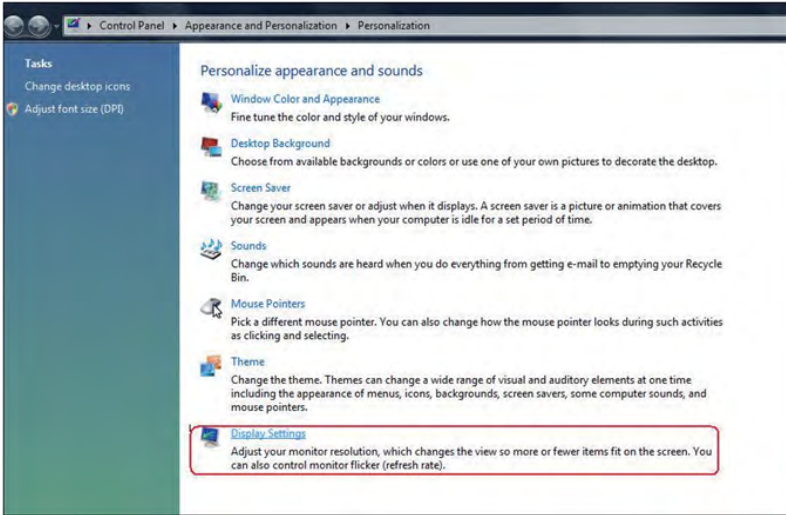 Control Panel ▸ Appearance and Personalization ▸ Personalization
Tasks
Change desktop icons
Adjust font size (DPI)
Personalize appearance and sounds
Window Color and Appearance
Fine tune the color and style of your windows.
Desktop Background
Choose from available backgrounds or colors or use one of your own pictures to decorate the desktop.
Screen Saver
Change your screen saver or adjust when it displays. A screen saver is a picture or animation that covers
your screen and appears when your computer is idle for a set period of time.
Sounds
Change which sounds are heard when you do everything from getting e-mail to emptying your Recycle
Bin.
Mouse Pointers
Pick a different mouse pointer. You can also change how the mouse pointer looks during such activities
as clicking and selecting.
Theme
Change the theme. Themes can change a wide range of visual and auditory elements at one time
including the appearance of menus, icons, backgrounds, screen savers, some computer sounds, and
mouse pointers.
Display Settings
Adjust your monitor resolution, which changes the view so more or fewer items fit on the screen. You
can also control monitor flicker (refresh rate).